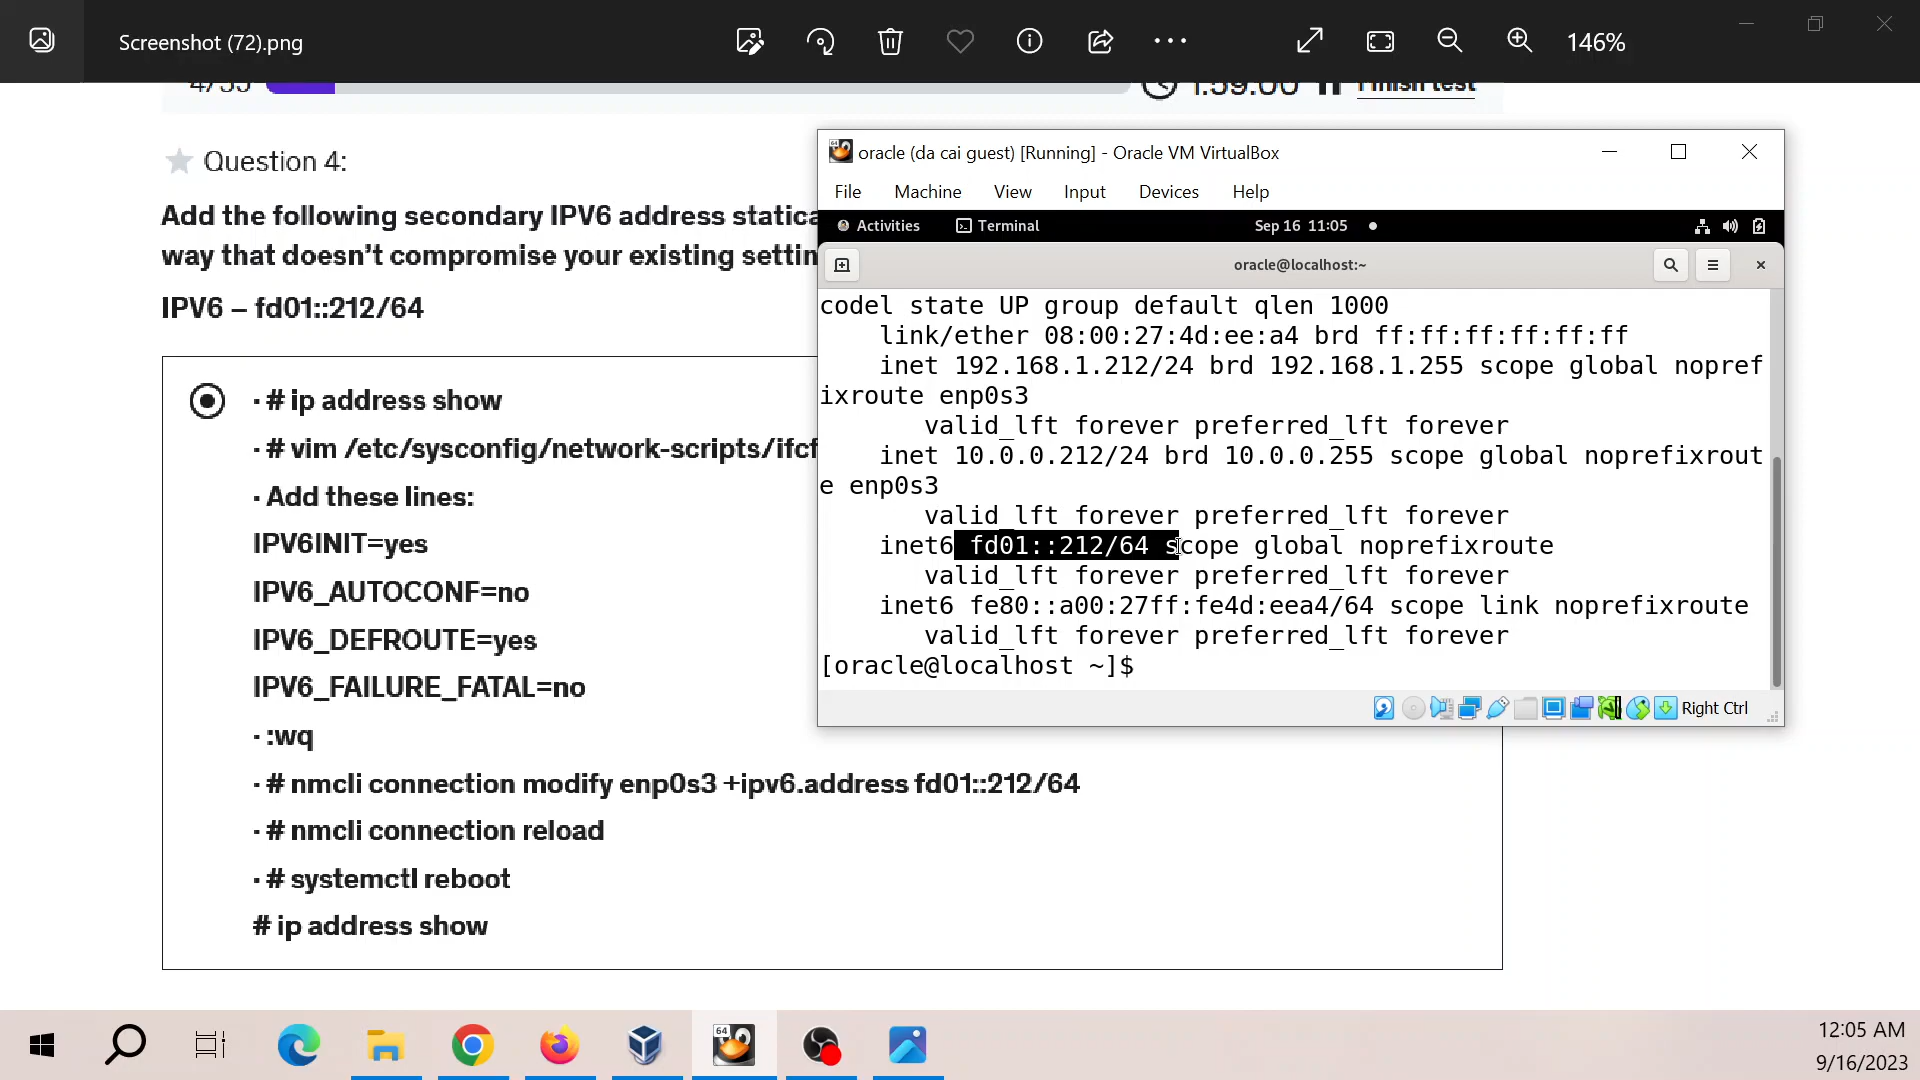 Screenshot (72).png
146%
4/35
1:59:00
Finish test
Question 4:
Add the following secondary IPV6 address statica
way that doesn't compromise your existing settin
IPV6 – fd01::212/64
· # ip address show
· # vim /etc/sysconfig/network-scripts/ifcf
· Add these lines:
IPV6INIT=yes
IPV6_AUTOCONF=no
IPV6_DEFROUTE=yes
IPV6_FAILURE_FATAL=no
· :wq
· # nmcli connection modify enp0s3 +ipv6.address fd01::212/64
· # nmcli connection reload
· # systemctl reboot
# ip address show
64
oracle (da cai guest) [Running] - Oracle VM VirtualBox
File Machine View Input Devices Help
Activities Terminal Sep 16 11:05
oracle@localhost:~
codel state UP group default qlen 1000
link/ether 08:00:27:4d:ee:a4 brd ff:ff:ff:ff:ff:ff
inet 192.168.1.212/24 brd 192.168.1.255 scope global nopref
ixroute enp0s3
valid_lft forever preferred_lft forever
inet 10.0.0.212/24 brd 10.0.0.255 scope global noprefixrout
e enp0s3
valid_lft forever preferred_lft forever
inet6 fd01::212/64 scope global noprefixroute
valid_lft forever preferred_lft forever
inet6 fe80::a00:27ff:fe4d:eea4/64 scope link noprefixroute
valid_lft forever preferred_lft forever
[oracle@localhost ~]$
Right Ctrl
64
12:05 AM
9/16/2023